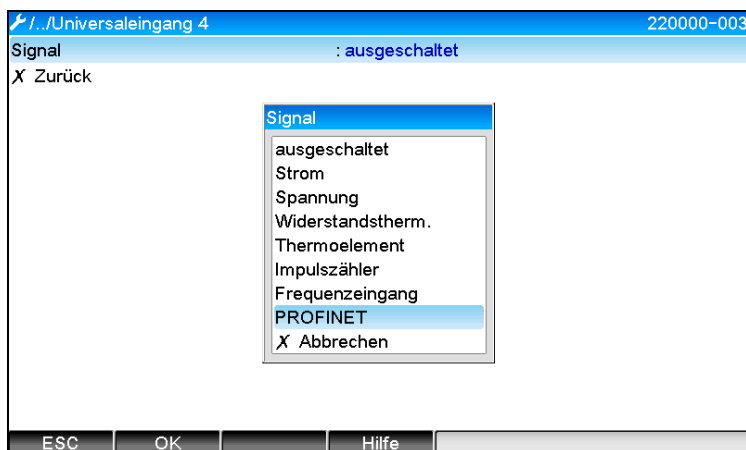 /../Universaleingang 4 220000-003
Signal : ausgeschaltet
X Zurück
Signal
ausgeschaltet
Strom
Spannung
Widerstandstherm.
Thermoelement
Impulszähler
Frequenzeingang
PROFINET
X Abbrechen
ESC OK Hilfe